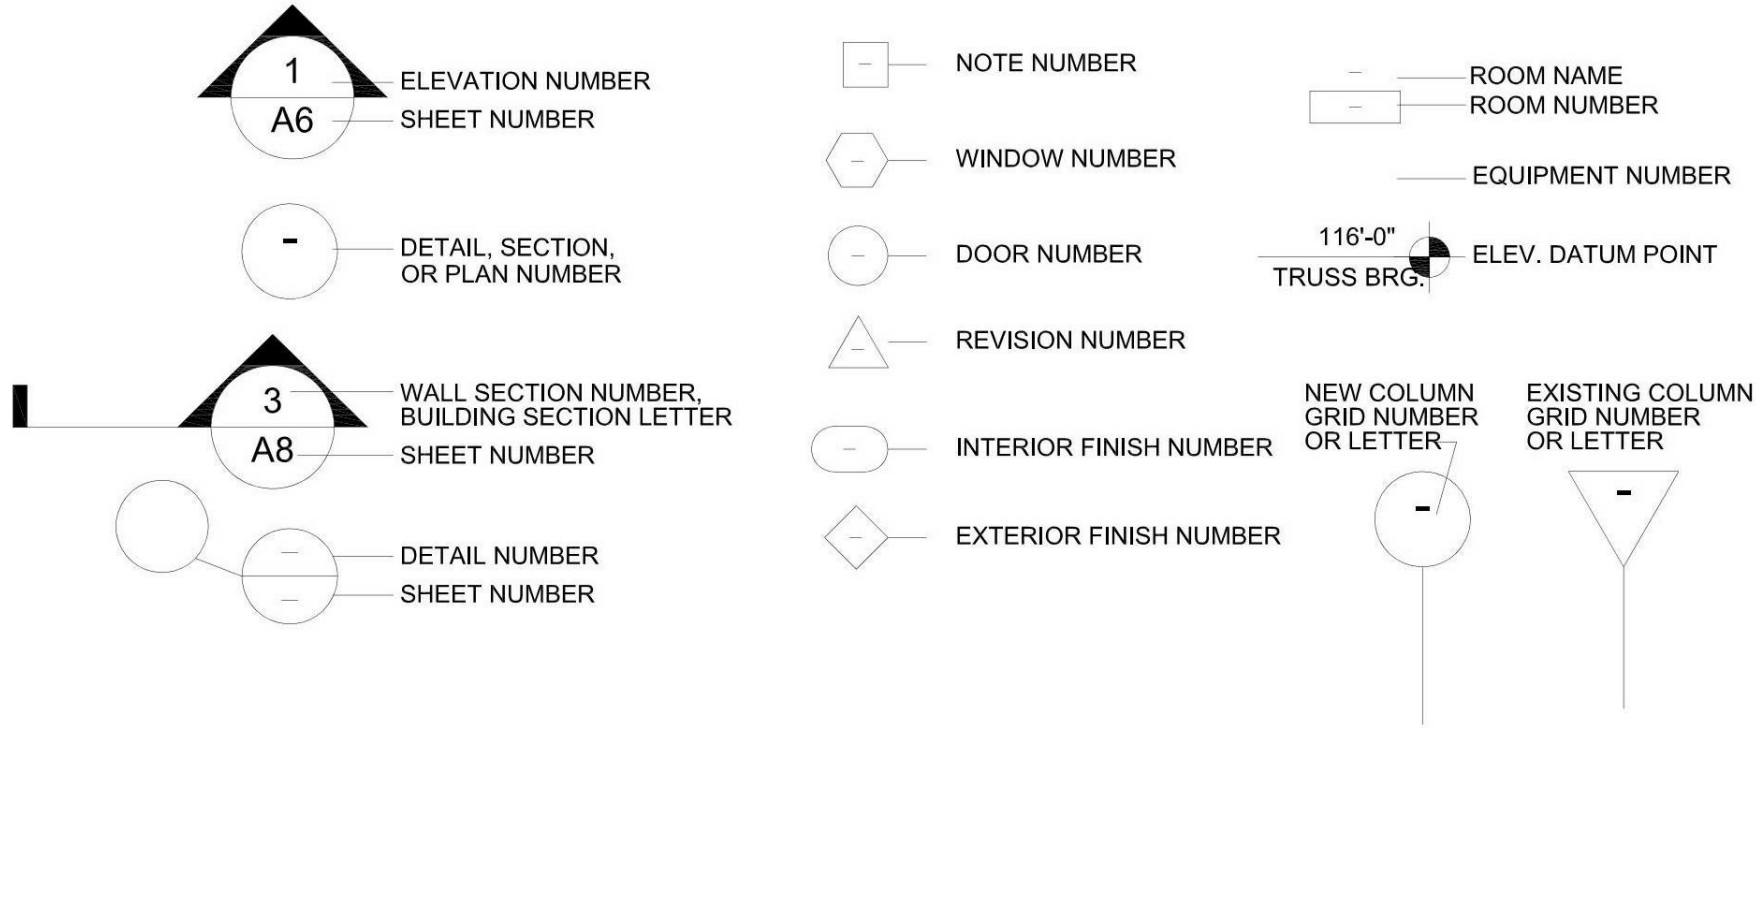 1
ELEVATION NUMBER
A6
SHEET NUMBER
-
DETAIL, SECTION,
OR PLAN NUMBER
3
WALL SECTION NUMBER,
BUILDING SECTION LETTER
A8
SHEET NUMBER
-
DETAIL NUMBER
-
SHEET NUMBER
-
NOTE NUMBER
-
WINDOW NUMBER
-
DOOR NUMBER
-
REVISION NUMBER
-
INTERIOR FINISH NUMBER
-
EXTERIOR FINISH NUMBER
-
ROOM NAME
-
ROOM NUMBER
EQUIPMENT NUMBER
116'-0"
ELEV. DATUM POINT
TRUSS BRG.
NEW COLUMN
GRID NUMBER
OR LETTER
-
EXISTING COLUMN
GRID NUMBER
OR LETTER
-